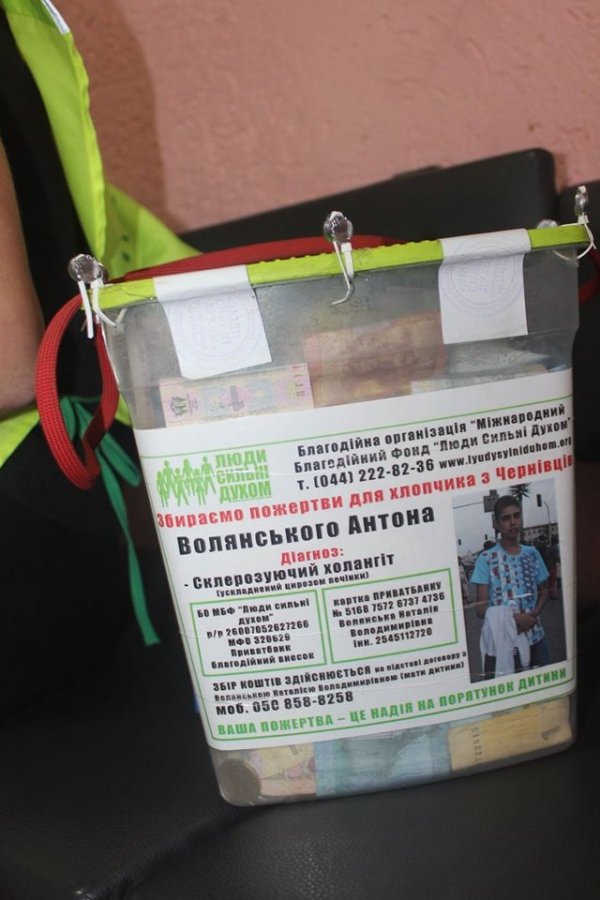 ЛЮДИ
СИЛЬНІ
ДУХОМ
Благодійна організація "Міжнародний
Благодійний Фонд "Люди Сильні Духом"
т. (044) 222-82-36 www.lyudysylniduhom.org
Збираємо пожертви для хлопчика з Чернівців
Волянського Антона
Діагноз:
- Склерозуючий холангіт
(ускладнений цирозом печінки)
БО МБФ "Люди сильні
духом"
р/р 26007052627266
МФО 320620
Приватбанк
благодійний внесок
картка ПРИВАТБАНКУ
№ 5168 7572 6737 4736
Волянська Наталія
Володимирівна
інн. 2545112720
ЗБІР КОШТІВ ЗДІЙСНЮЄТЬСЯ на підставі договору з
Волянською Наталією Володимирівною (мати дитини)
моб. 050 858-8258
ВАША ПОЖЕРТВА – ЦЕ НАДІЯ НА ПОРЯТУНОК ДИТИНИ